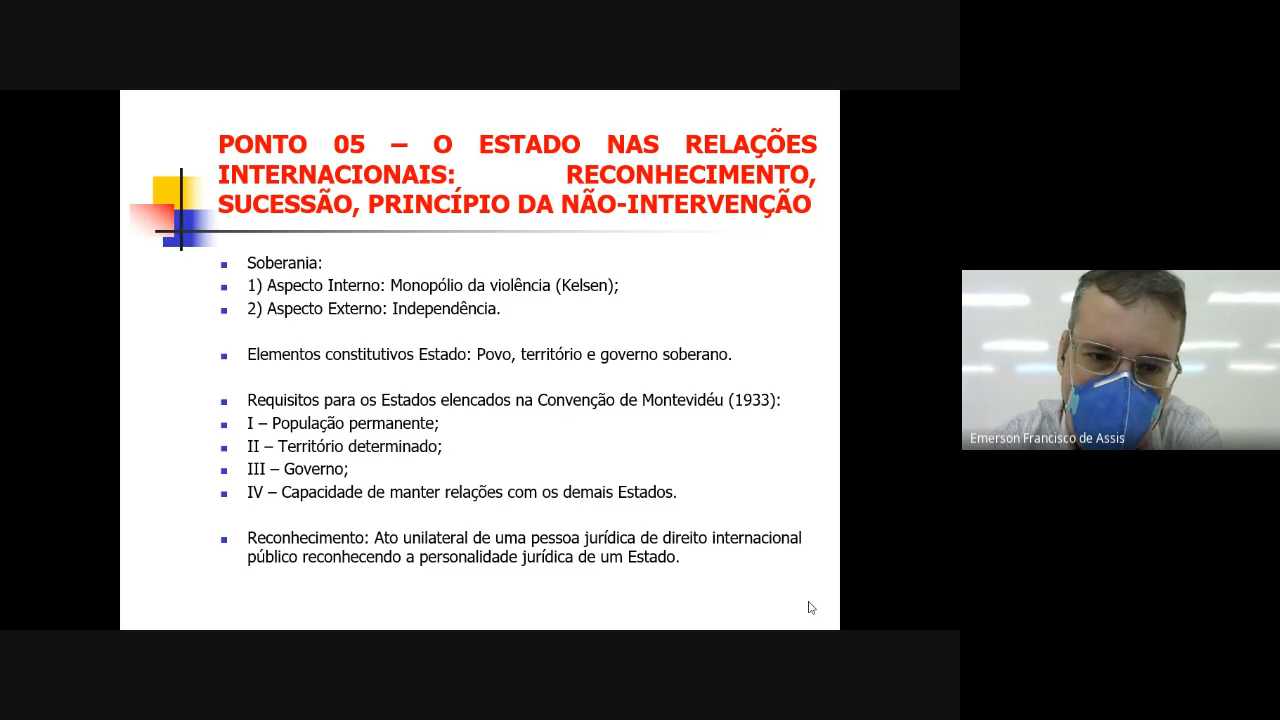 PONTO 05 – O ESTADO NAS RELAÇÕES
INTERNACIONAIS: RECONHECIMENTO,
SUCESSÃO, PRINCÍPIO DA NÃO-INTERVENÇÃO
Soberania:
1) Aspecto Interno: Monopólio da violência (Kelsen);
2) Aspecto Externo: Independência.
Elementos constitutivos Estado: Povo, território e governo soberano.
Requisitos para os Estados elencados na Convenção de Montevidéu (1933):
I – População permanente;
II – Território determinado;
III – Governo;
IV – Capacidade de manter relações com os demais Estados.
Reconhecimento: Ato unilateral de uma pessoa jurídica de direito internacional
público reconhecendo a personalidade jurídica de um Estado.
Emerson Francisco de Assis